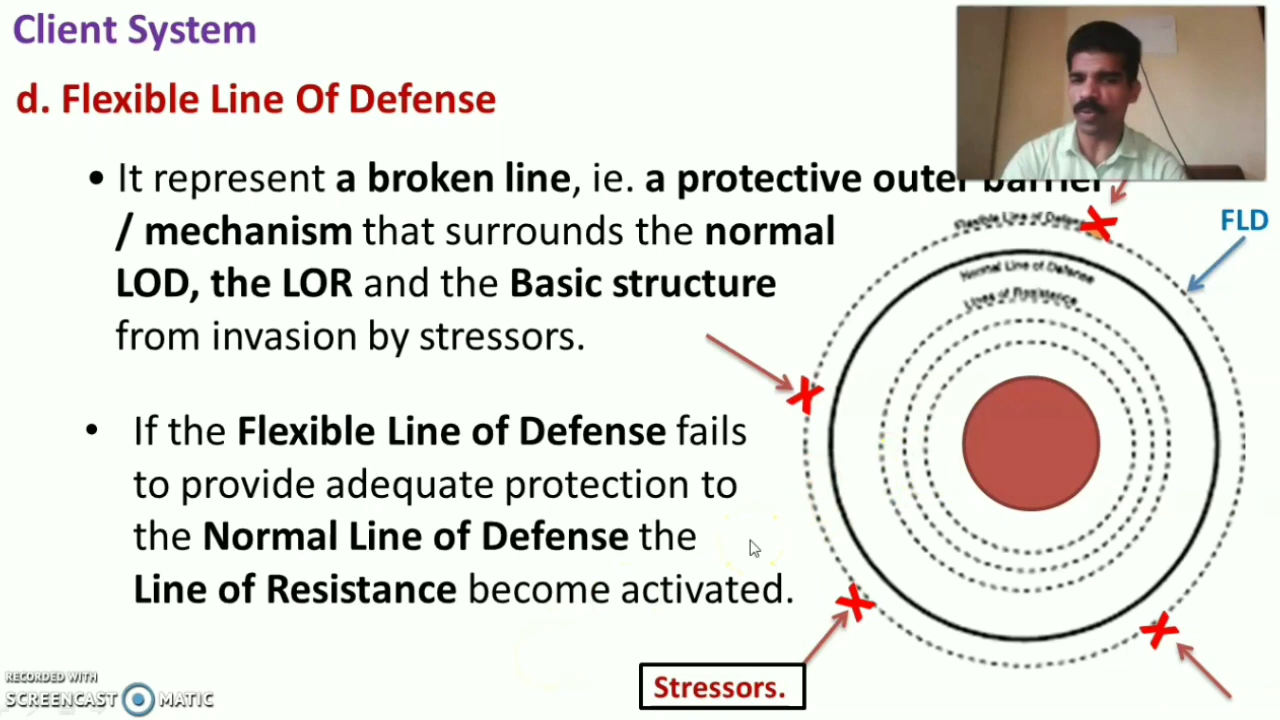 Client System
d. Flexible Line Of Defense
• It represent a broken line, ie. a protective outer barrier
/ mechanism that surrounds the normal
LOD, the LOR and the Basic structure
from invasion by stressors.
• If the Flexible Line of Defense fails
to provide adequate protection to
the Normal Line of Defense the
Line of Resistance become activated.
Flexible Line of Defense
FLD
Normal Line of Defense
Lines of Resistance
Stressors.
RECORDED WITH
SCREENCAST MATIC